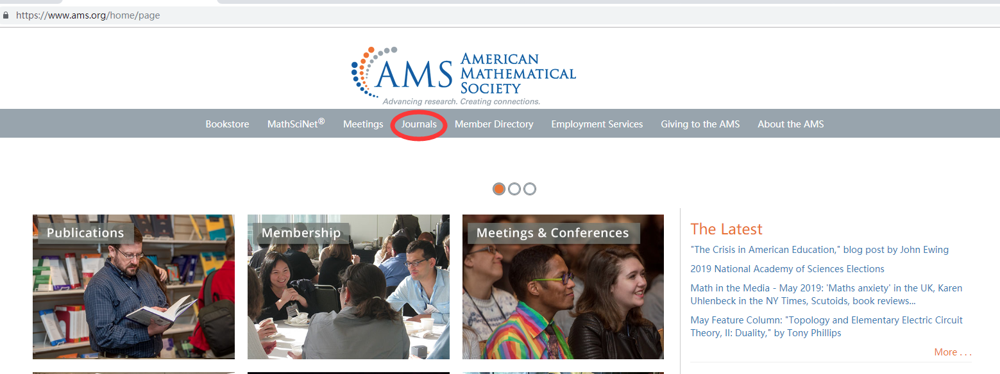 https://www.ams.org/home/page
AMS
AMERICAN
MATHEMATICAL
SOCIETY
Advancing research. Creating connections.
Bookstore MathSciNet® Meetings Journals Member Directory Employment Services Giving to the AMS About the AMS
Publications
Membership
Meetings & Conferences
The Latest
"The Crisis in American Education," blog post by John Ewing
2019 National Academy of Sciences Elections
Math in the Media - May 2019: 'Maths anxiety' in the UK, Karen
Uhlenbeck in the NY Times, Scutoids, book reviews...
May Feature Column: "Topology and Elementary Electric Circuit
Theory, II: Duality," by Tony Phillips
More . . .